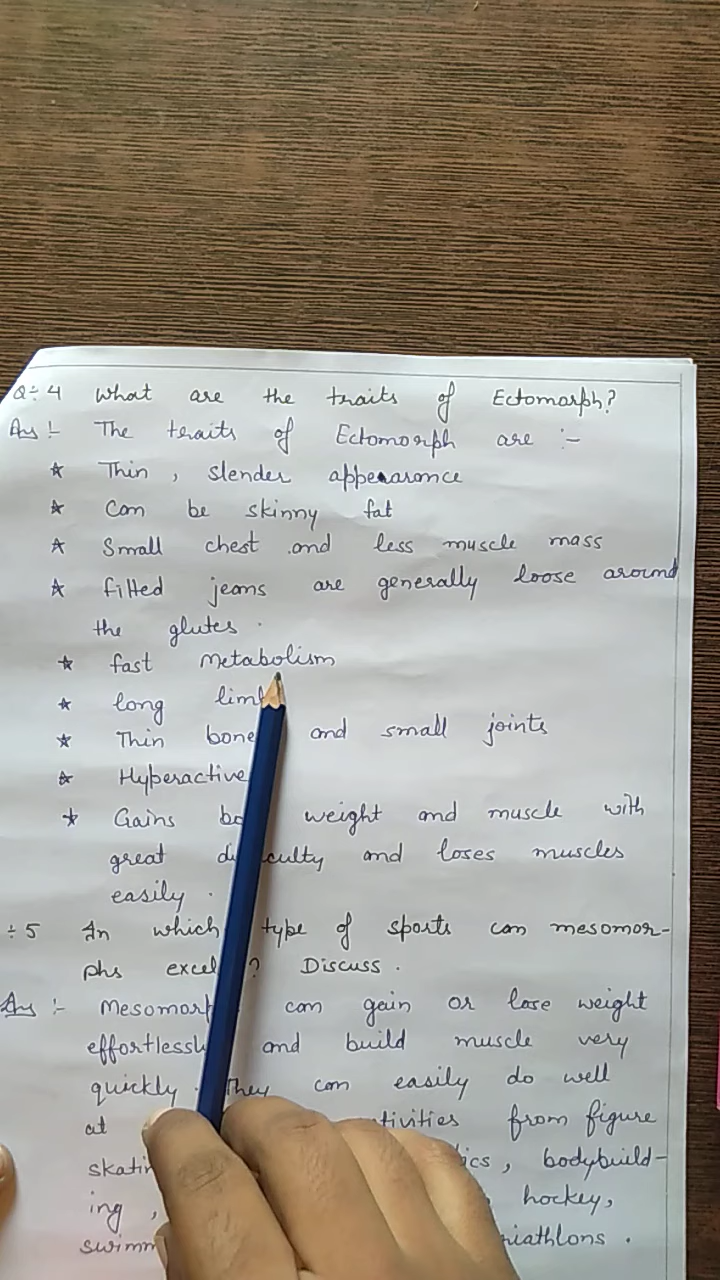 Q÷4 What are the traits of Ectomorph?
Ans :- The traits of Ectomorph are :-
★ Thin , slender appearance
★ Can be skinny fat
★ Small chest and less muscle mass
★ fitted jeans are generally loose around
the glutes .
★ fast Metabolism
★ long
★ Thin and small joints
★ Hyperactive
★ Gains weight and muscle with
great and loses muscles
easily .
÷5 In which type of sports can mesomor-
phs excel ? Discuss .
Ans :- can gain or lose weight
and build muscle very
quickly . They can easily do well
at from figure
, bodybuild-
ing , hockey,
.